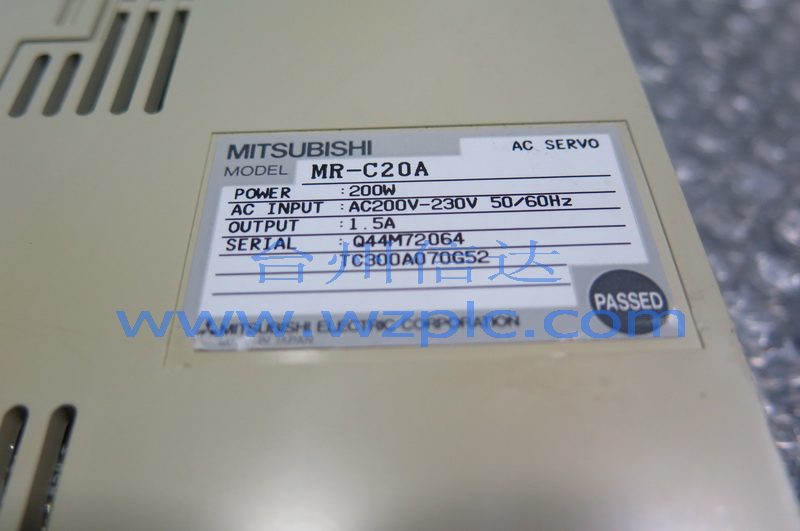 MITSUBISHI AC SERVO
MODEL MR-C20A
POWER : 200W
AC INPUT : AC200V-230V 50/60Hz
OUTPUT : 1.5A
SERIAL : Q44M72064
TC300A070G52
台州信达
PASSED
www.wzplc.com
MITSUBISHI ELECTRIC CORPORATION
JAPAN